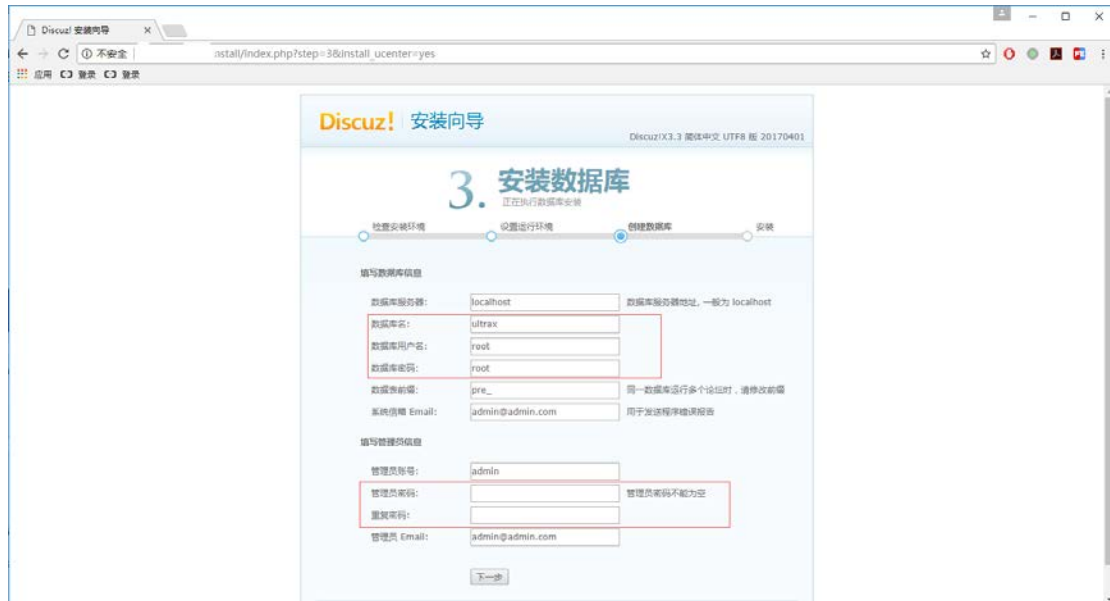 Discuz! 安装向导
不安全
nstall/index.php?step=3&install_ucenter=yes
应用 登录 登录
Discuz! 安装向导
Discuz!X3.3 简体中文 UTF8 版 20170401
3. 安装数据库
正在执行数据库安装
检查安装环境 设置运行环境 创建数据库 安装
填写数据库信息
数据库服务器: localhost 数据库服务器地址, 一般为 localhost
数据库名: ultrax
数据库用户名: root
数据库密码: root
数据表前缀: pre_ 同一数据库运行多个论坛时，请修改前缀
系统信箱 Email: admin@admin.com 用于发送程序错误报告
填写管理员信息
管理员账号: admin
管理员密码: 管理员密码不能为空
重复密码:
管理员 Email: admin@admin.com
下一步